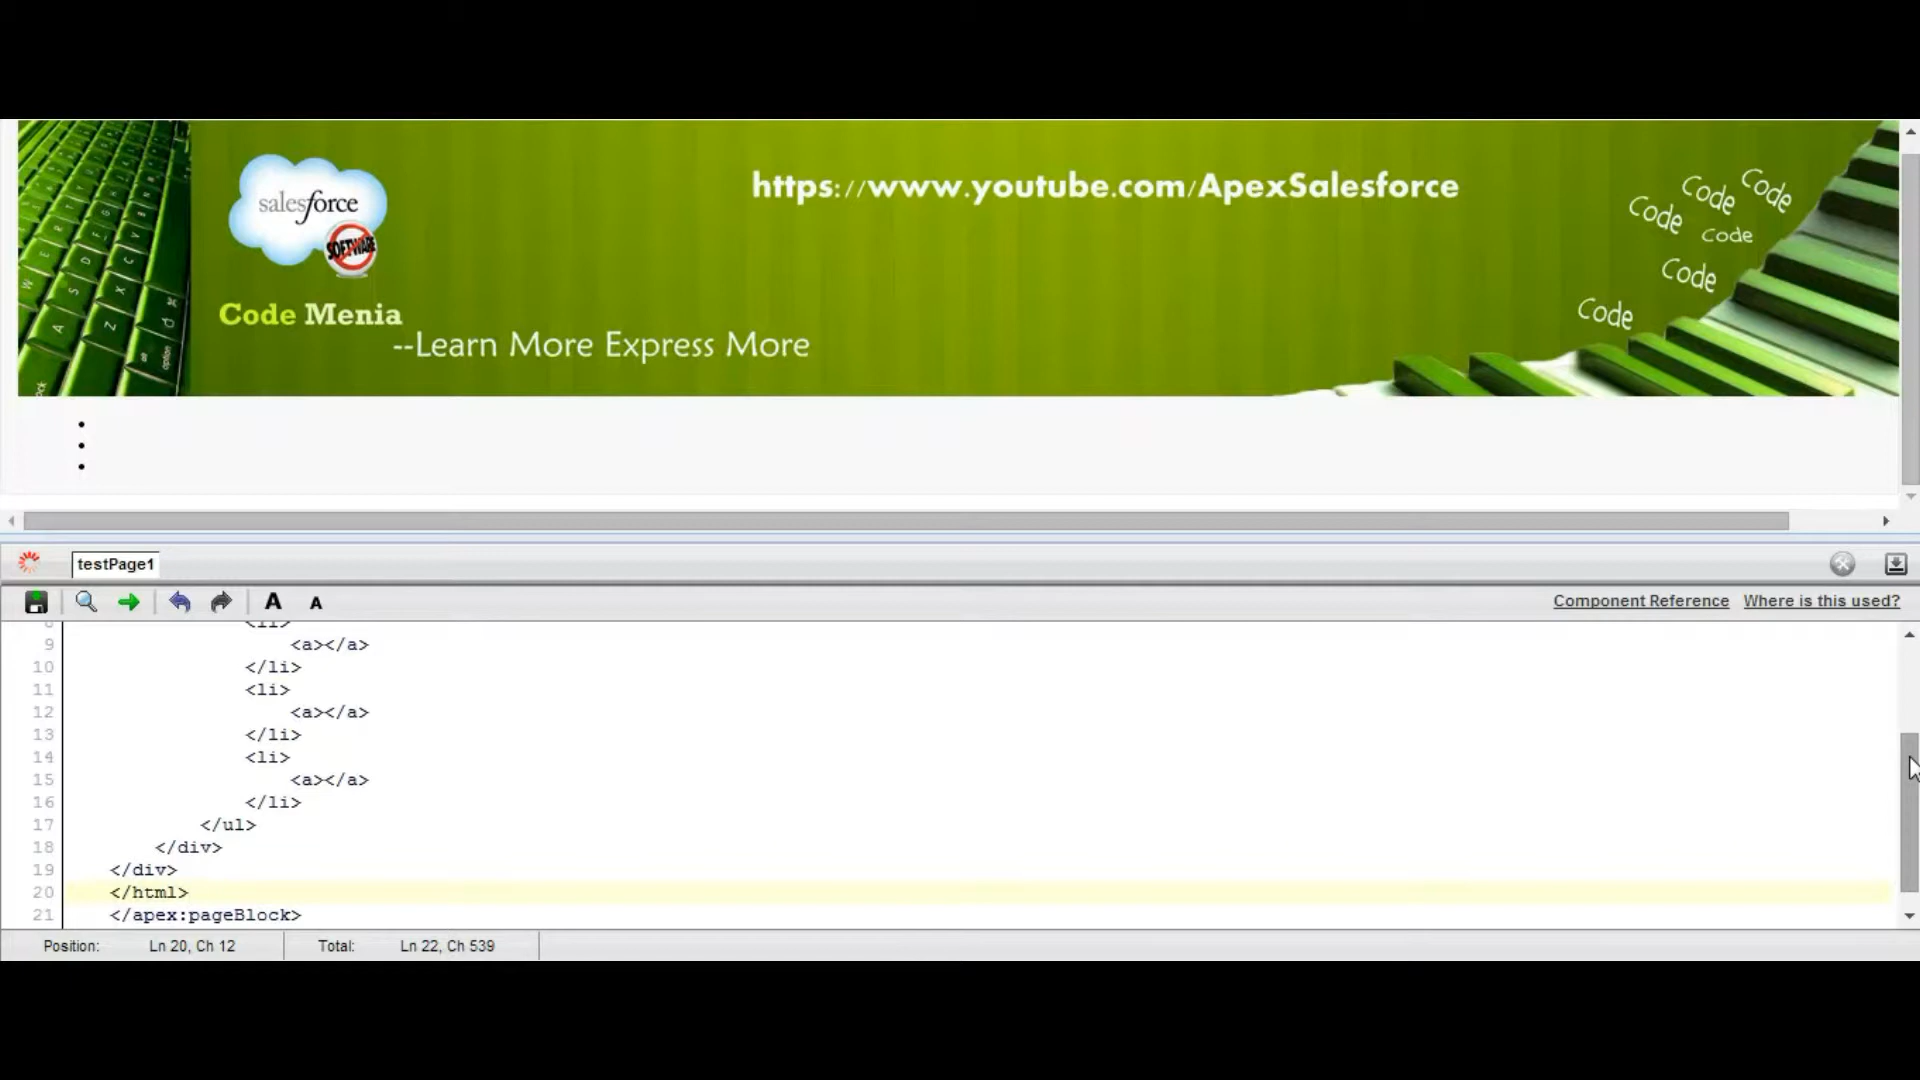 https://www.youtube.com/ApexSalesforce
salesforce
SOFTWARE
Code Menia
--Learn More Express More
Code
Code
Code
Code
Code
Code
testPage1
A
A
Component Reference
Where is this used?
8 <li>
9 <a></a>
10 </li>
11 <li>
12 <a></a>
13 </li>
14 <li>
15 <a></a>
16 </li>
17 </ul>
18 </div>
19 </div>
20 </html>
21 </apex:pageBlock>
Position: Ln 20, Ch 12 Total: Ln 22, Ch 539